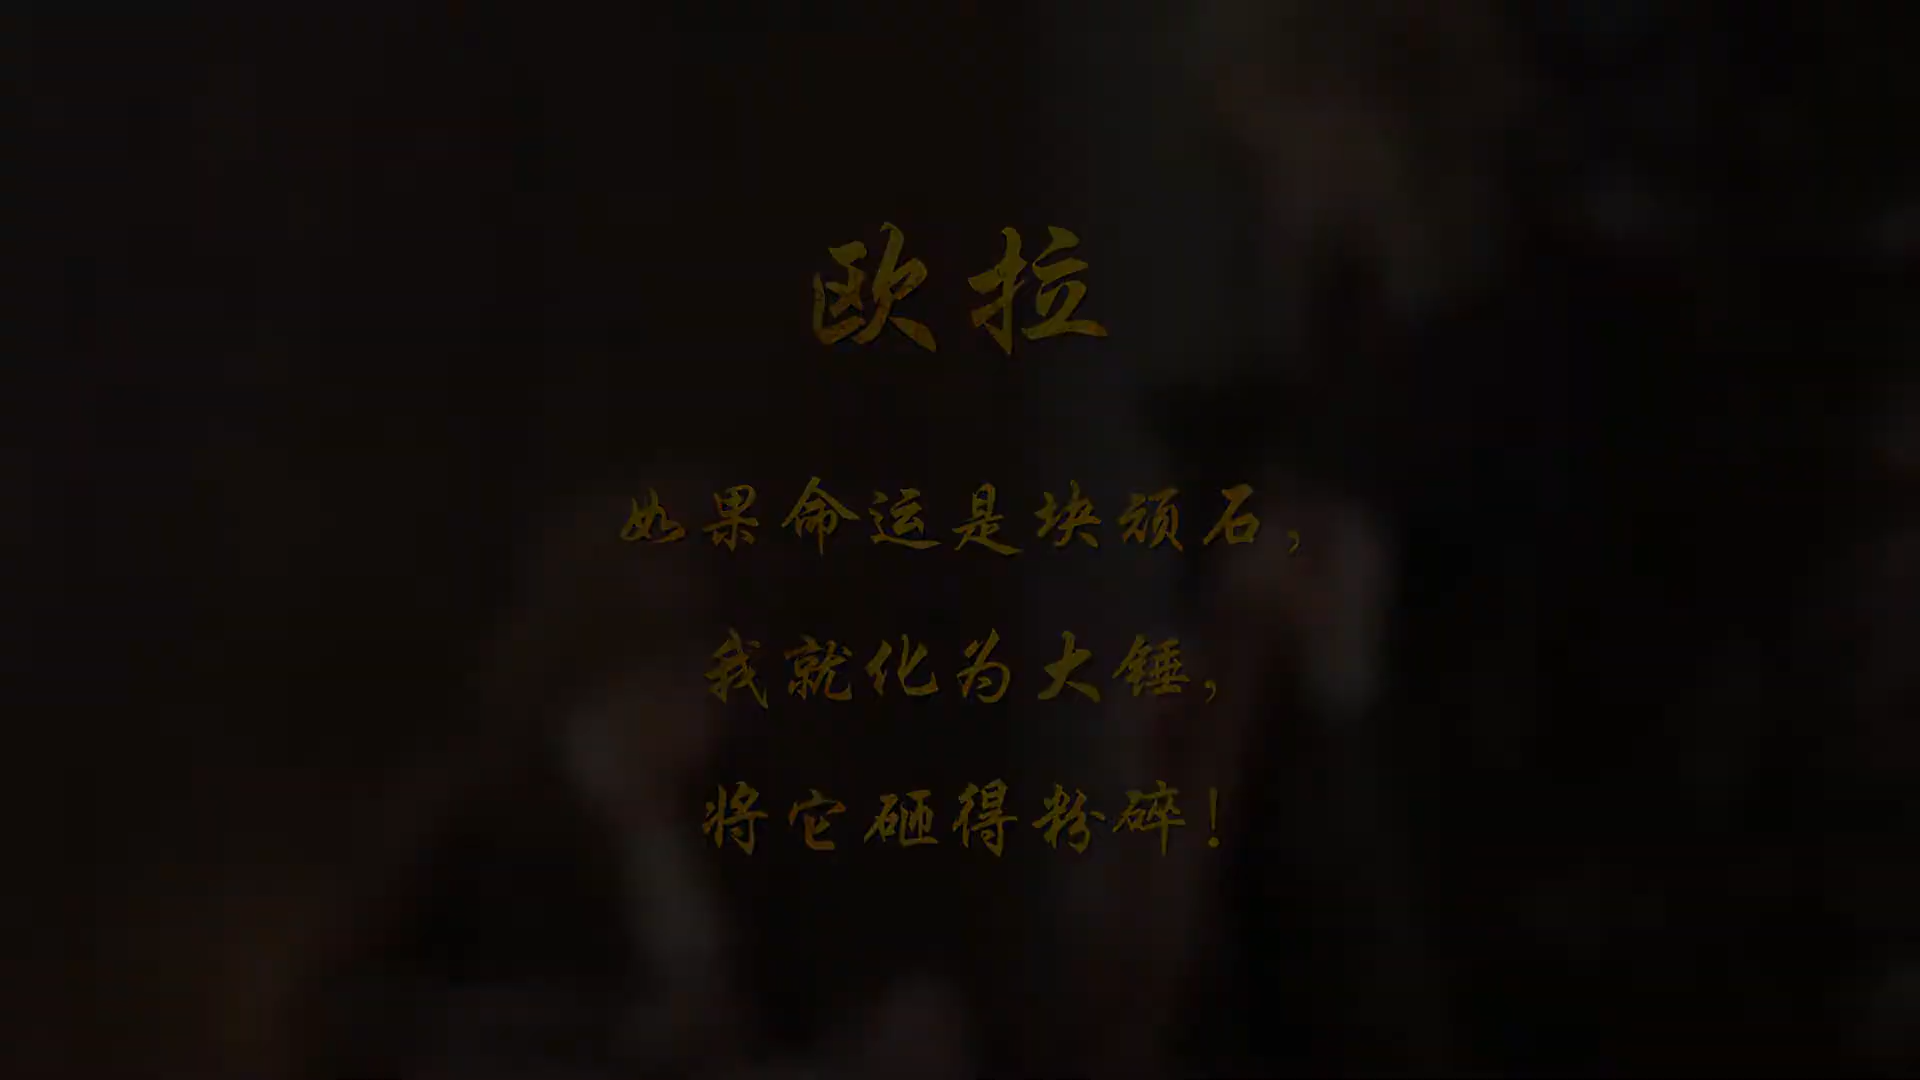 欧拉
如果命运是块顽石，
我就化为大锤，
将它砸得粉碎！